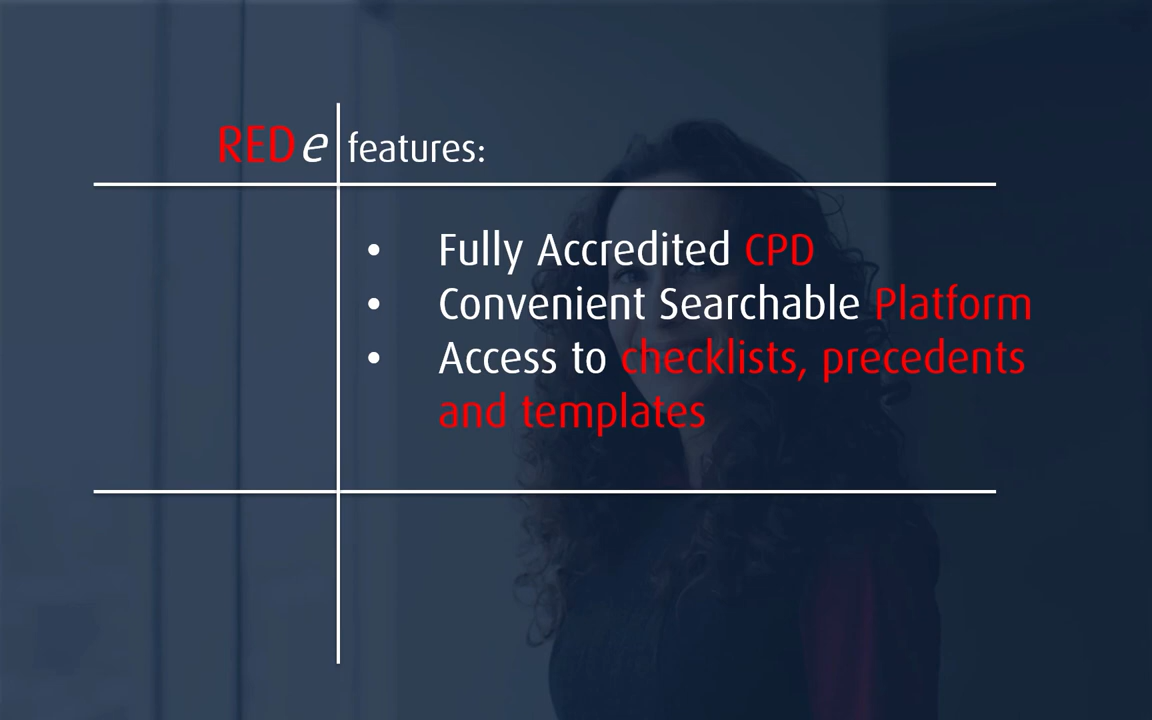 REDe features:
• Fully Accredited CPD
• Convenient Searchable Platform
• Access to checklists, precedents
and templates